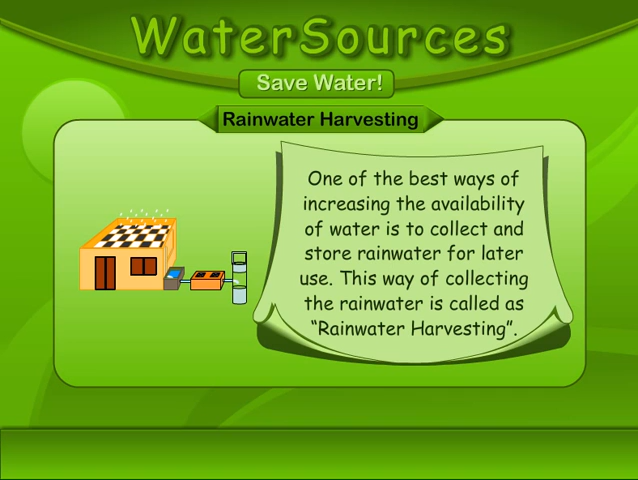 WaterSources
Save Water!
Rainwater Harvesting
One of the best ways of
increasing the availability
of water is to collect and
store rainwater for later
use. This way of collecting
the rainwater is called as
“Rainwater Harvesting”.